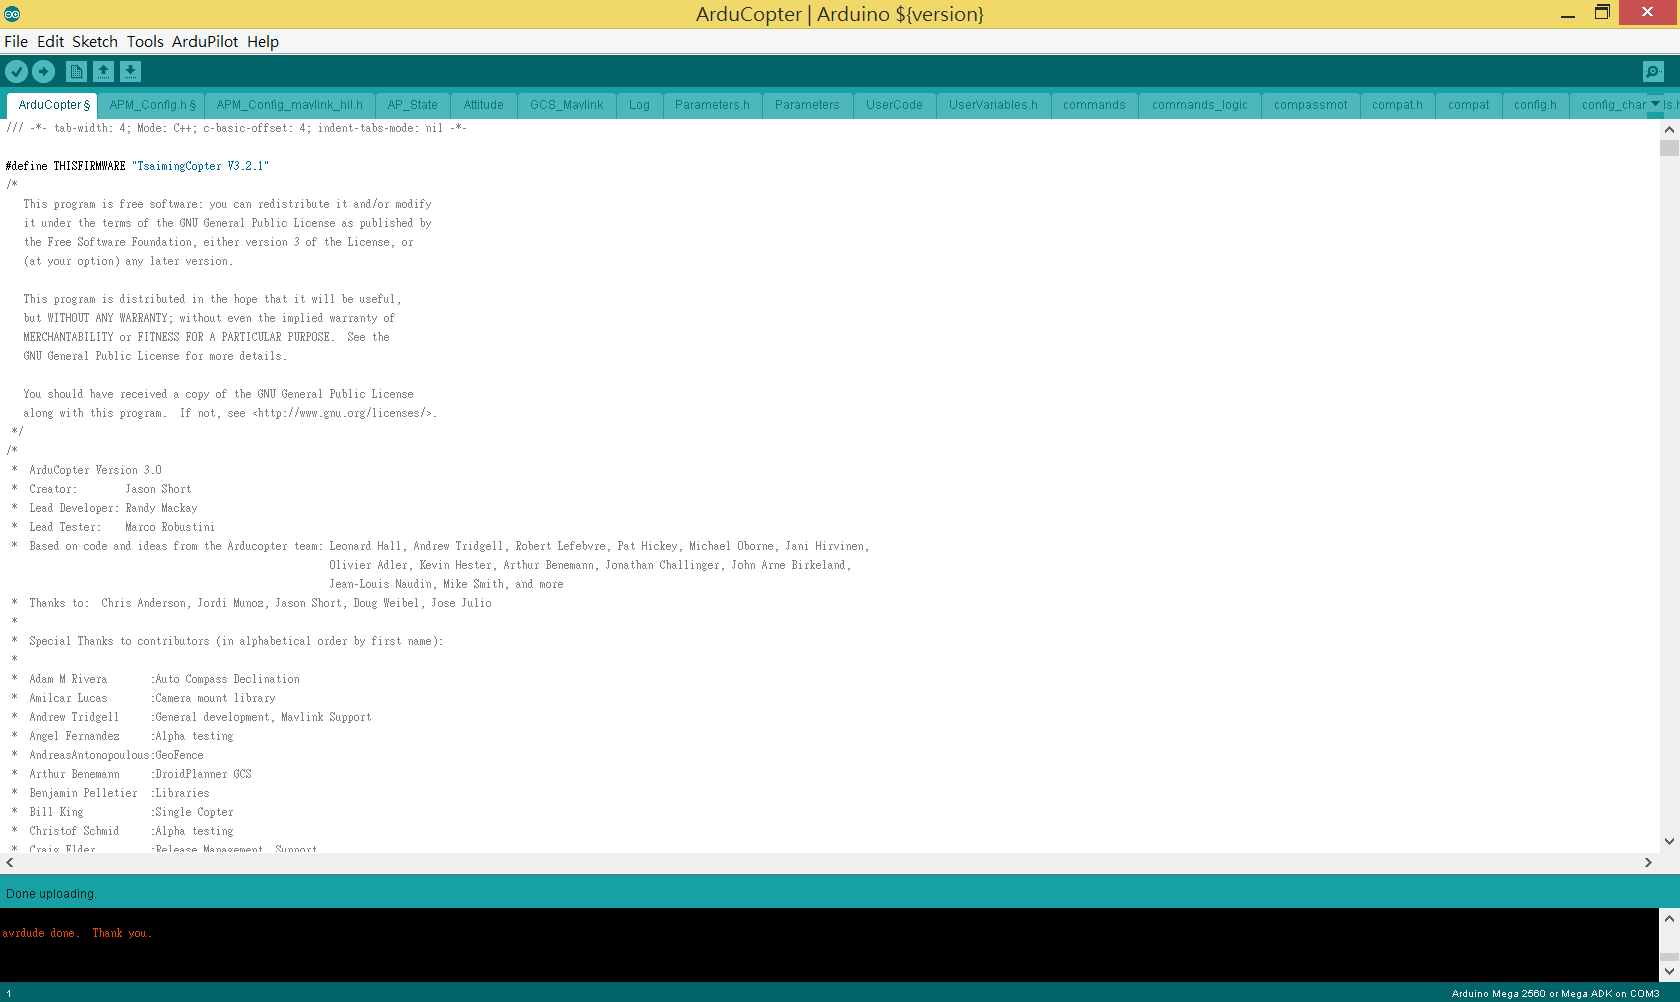 ArduCopter | Arduino ${version}
File Edit Sketch Tools ArduPilot Help
ArduCopter § APM_Config.h § APM_Config_mavlink_hil.h AP_State Attitude GCS_Mavlink Log Parameters.h Parameters UserCode UserVariables.h commands commands_logic compassmot compat.h compat config.h config_char ls.h
/// -*- tab-width: 4; Mode: C++; c-basic-offset: 4; indent-tabs-mode: nil -*-
#define THISFIRMWARE "TsaimingCopter V3.2.1"
/*
This program is free software: you can redistribute it and/or modify
it under the terms of the GNU General Public License as published by
the Free Software Foundation, either version 3 of the License, or
(at your option) any later version.
This program is distributed in the hope that it will be useful,
but WITHOUT ANY WARRANTY; without even the implied warranty of
MERCHANTABILITY or FITNESS FOR A PARTICULAR PURPOSE.  See the
GNU General Public License for more details.
You should have received a copy of the GNU General Public License
along with this program.  If not, see <http://www.gnu.org/licenses/>.
*/
/*
*  ArduCopter Version 3.0
*  Creator:        Jason Short
*  Lead Developer: Randy Mackay
*  Lead Tester:    Marco Robustini
*  Based on code and ideas from the Arducopter team: Leonard Hall, Andrew Tridgell, Robert Lefebvre, Pat Hickey, Michael Oborne, Jani Hirvinen,
Olivier Adler, Kevin Hester, Arthur Benemann, Jonathan Challinger, John Arne Birkeland,
Jean-Louis Naudin, Mike Smith, and more
*  Thanks to:  Chris Anderson, Jordi Munoz, Jason Short, Doug Weibel, Jose Julio
*
*  Special Thanks to contributors (in alphabetical order by first name):
*
*  Adam M Rivera       :Auto Compass Declination
*  Amilcar Lucas       :Camera mount library
*  Andrew Tridgell     :General development, Mavlink Support
*  Angel Fernandez     :Alpha testing
*  AndreasAntonopoulous:GeoFence
*  Arthur Benemann     :DroidPlanner GCS
*  Benjamin Pelletier  :Libraries
*  Bill King           :Single Copter
*  Christof Schmid     :Alpha testing
*  Craig Elder         :Release Management, Support
Done uploading.
avrdude done.  Thank you.
1
Arduino Mega 2560 or Mega ADK on COM3